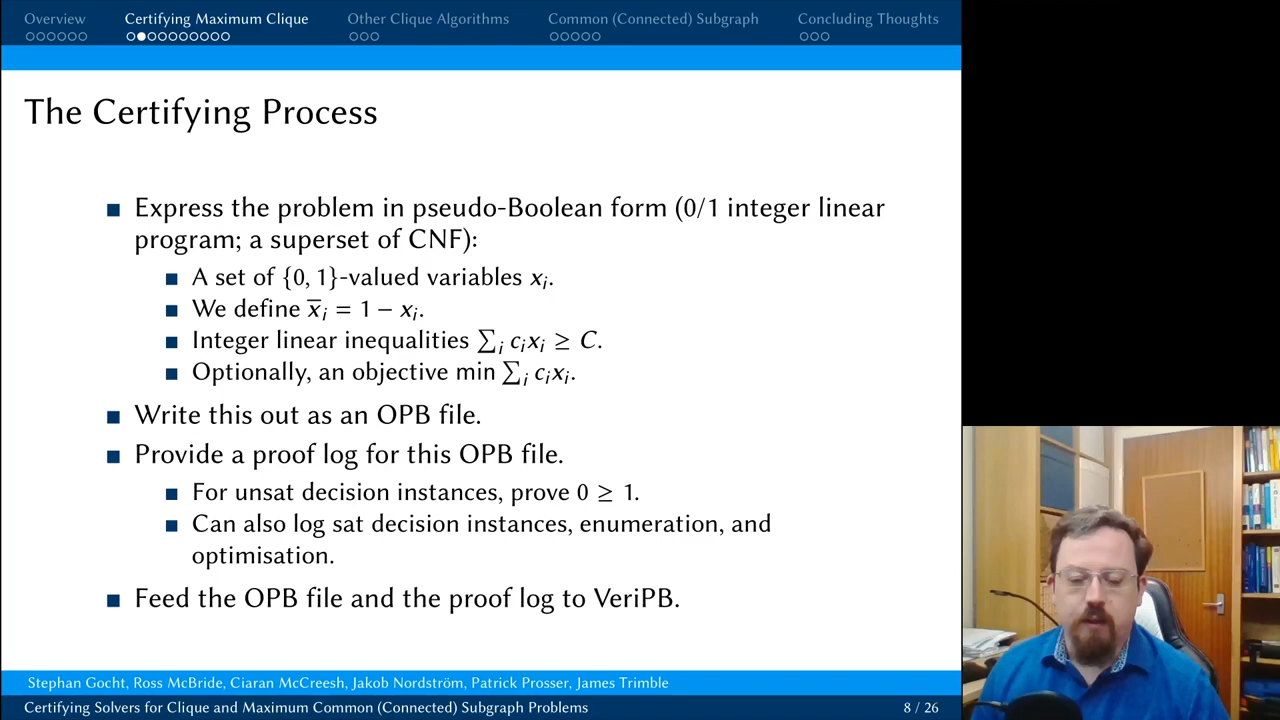 Overview Certifying Maximum Clique Other Clique Algorithms Common (Connected) Subgraph Concluding Thoughts
The Certifying Process
Express the problem in pseudo-Boolean form (0/1 integer linear
program; a superset of CNF):
A set of {0, 1}-valued variables xᵢ.
We define x̅ᵢ = 1 − xᵢ.
Integer linear inequalities ∑ᵢ cᵢxᵢ ≥ C.
Optionally, an objective min ∑ᵢ cᵢxᵢ.
Write this out as an OPB file.
Provide a proof log for this OPB file.
For unsat decision instances, prove 0 ≥ 1.
Can also log sat decision instances, enumeration, and
optimisation.
Feed the OPB file and the proof log to VeriPB.
Stephan Gocht, Ross McBride, Ciaran McCreesh, Jakob Nordström, Patrick Prosser, James Trimble
Certifying Solvers for Clique and Maximum Common (Connected) Subgraph Problems 8 / 26